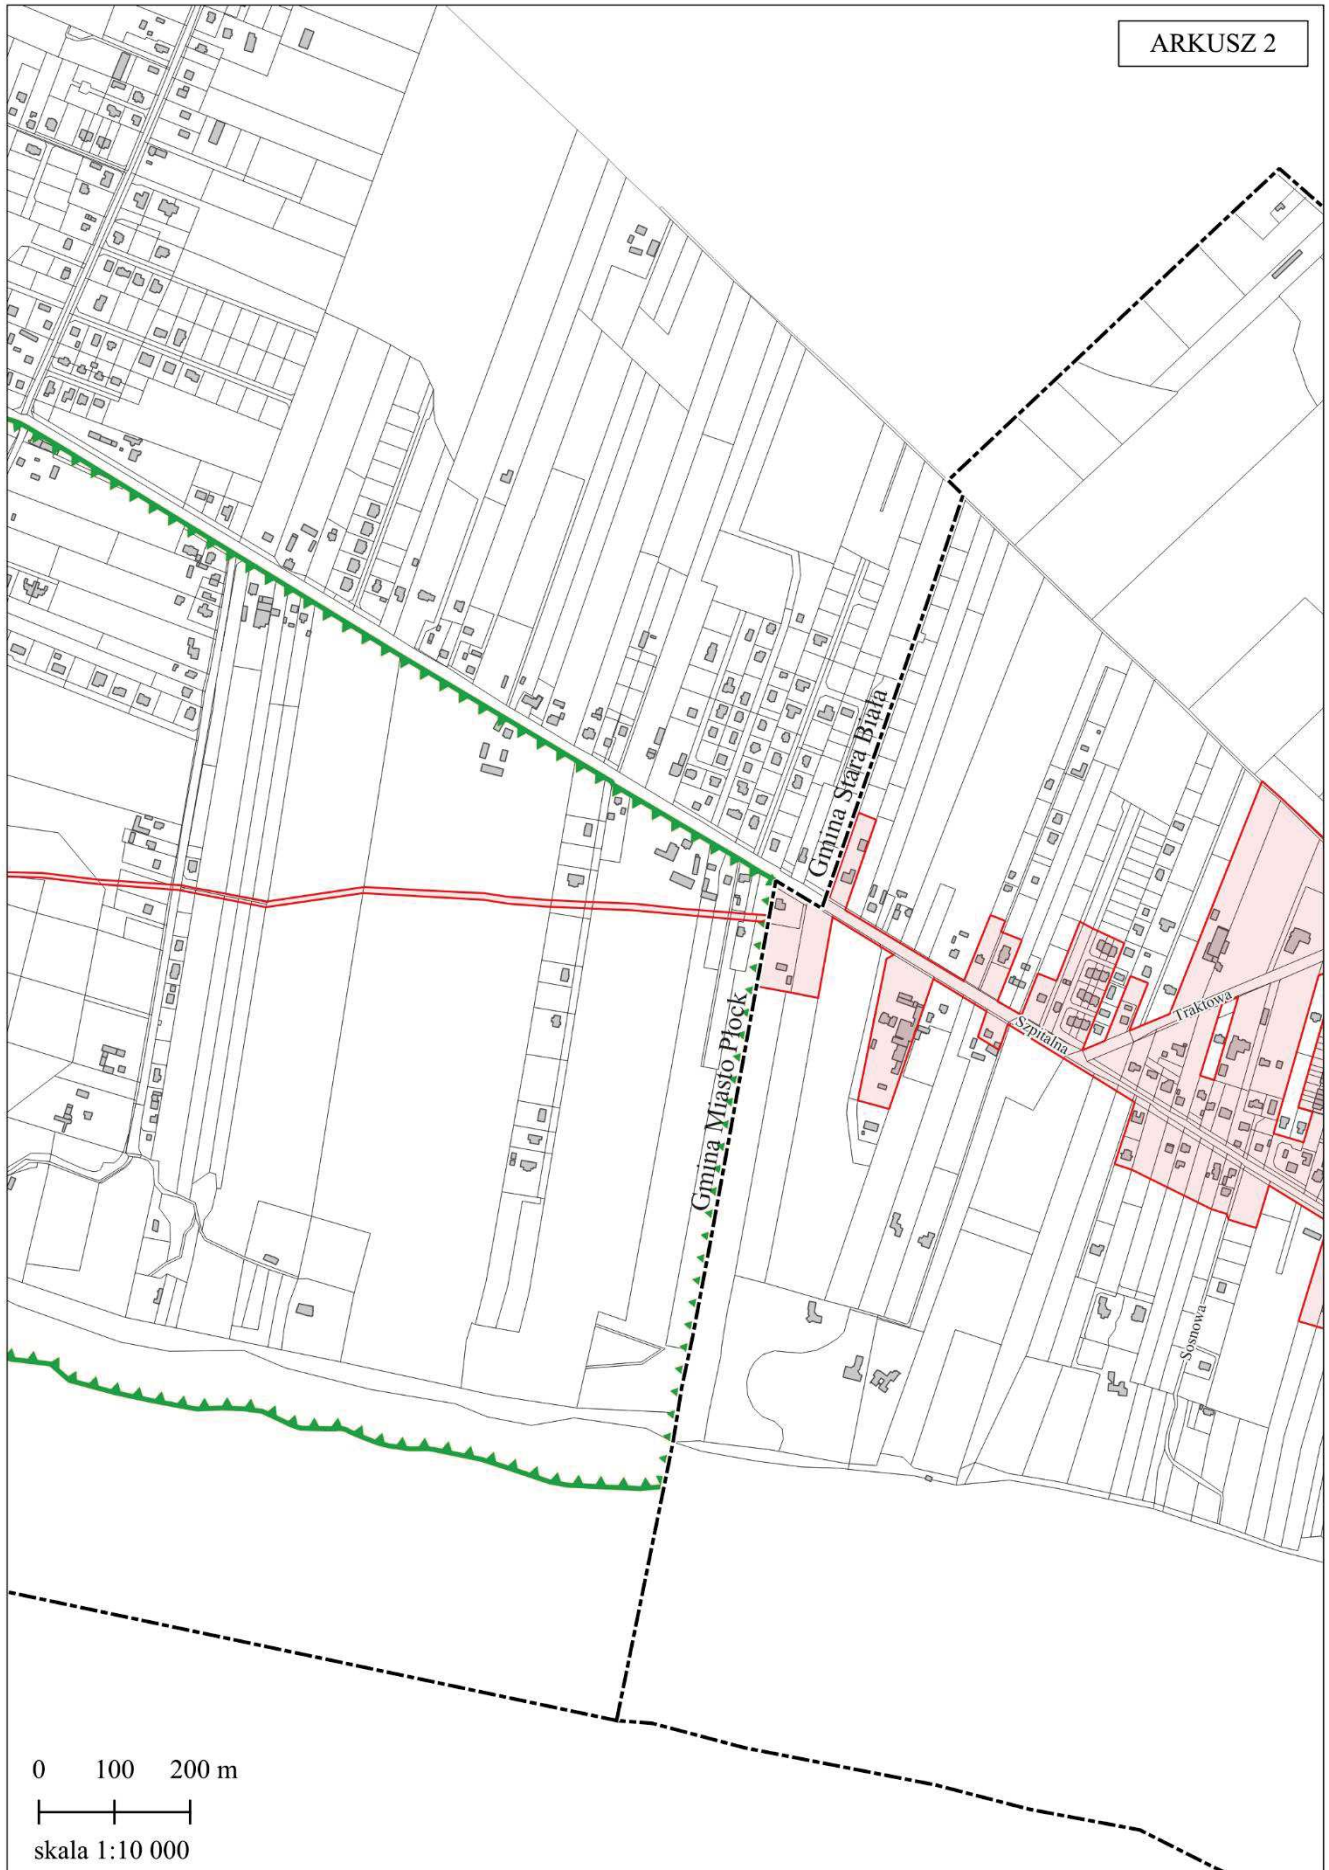 ARKUSZ 2
Gmina Stara Biała
Gmina Miasto Płock
Traktowa
Szpitalna
Sosnowa
0 100 200 m
skala 1:10 000